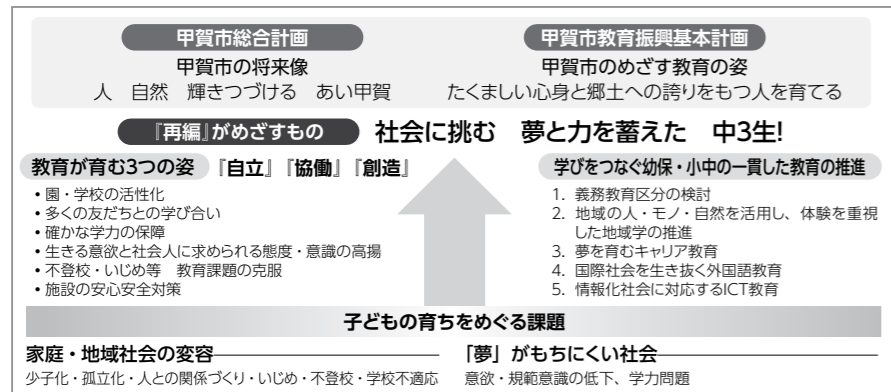 甲賀市総合計画
甲賀市の将来像
人　自然　輝きつづける　あい甲賀
甲賀市教育振興基本計画
甲賀市のめざす教育の姿
たくましい心身と郷土への誇りをもつ人を育てる
『再編』がめざすもの　社会に挑む　夢と力を蓄えた　中3生!
教育が育む3つの姿　『自立』『協働』『創造』
• 園・学校の活性化
• 多くの友だちとの学び合い
• 確かな学力の保障
• 生きる意欲と社会人に求められる態度・意識の高揚
• 不登校・いじめ等　教育課題の克服
• 施設の安心安全対策
学びをつなぐ幼保・小中の一貫した教育の推進
1. 義務教育区分の検討
2. 地域の人・モノ・自然を活用し、体験を重視
した地域学の推進
3. 夢を育むキャリア教育
4. 国際社会を生き抜く外国語教育
5. 情報化社会に対応するICT教育
子どもの育ちをめぐる課題
家庭・地域社会の変容
少子化・孤立化・人との関係づくり・いじめ・不登校・学校不適応
「夢」がもちにくい社会
意欲・規範意識の低下、学力問題